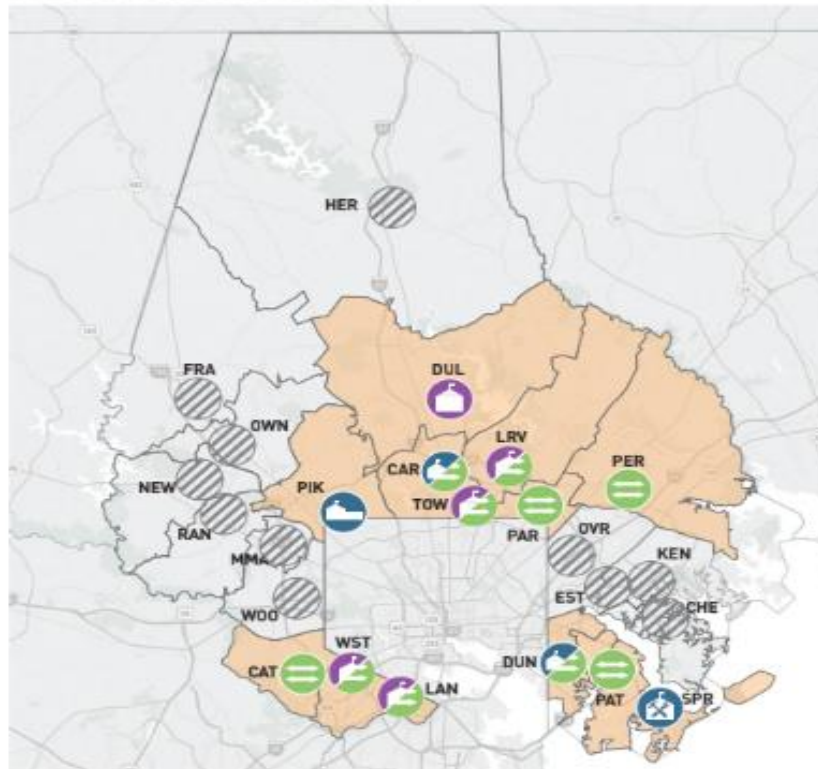 HER
FRA
DUL
OWN
LRV
CAR
PER
NEW
PIK
TOW
RAN
PAR
OVR
MMA
KEN
EST
CHE
WOO
WST
CAT
DUN
LAN
PAT
SPR